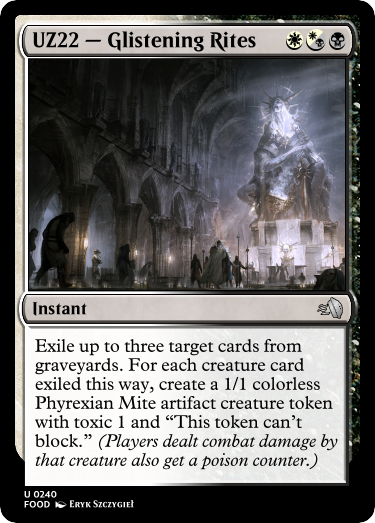 UZ22 — Glistening Rites
Instant
Exile up to three target cards from
graveyards. For each creature card
exiled this way, create a 1/1 colorless
Phyrexian Mite artifact creature token
with toxic 1 and “This token can’t
block.” (Players dealt combat damage by
that creature also get a poison counter.)
U 0240
FOOD Eryk Szczygieł